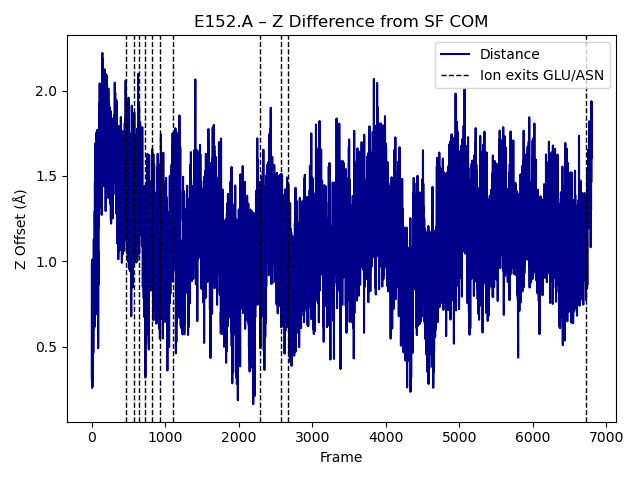 E152.A – Z Difference from SF COM
Distance
Ion exits GLU/ASN
Z Offset (Å)
2.0
1.5
1.0
0.5
0 1000 2000 3000 4000 5000 6000 7000
Frame